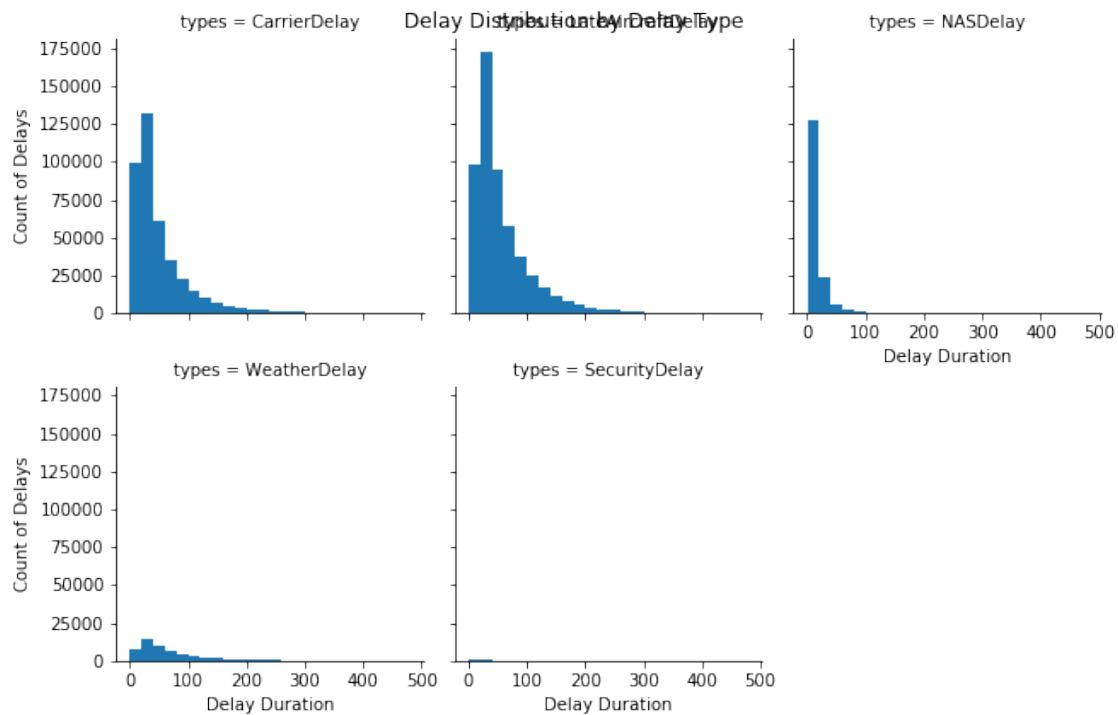 Delay Distribution by Delay Type
types = CarrierDelay
types = LateAircraftDelay
types = NASDelay
175000
150000
125000
100000
75000
50000
25000
0
Count of Delays
0 100 200 300 400 500
Delay Duration
types = WeatherDelay
types = SecurityDelay
175000
150000
125000
100000
75000
50000
25000
0
Count of Delays
0 100 200 300 400 500
Delay Duration
0 100 200 300 400 500
Delay Duration